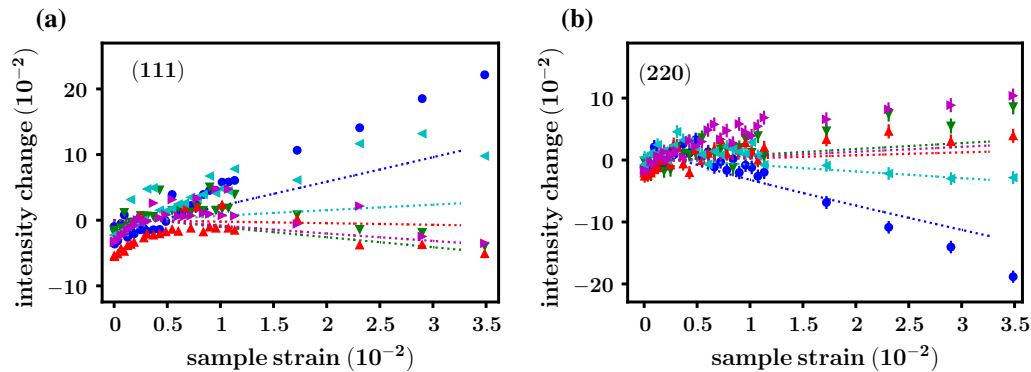 (a)
(b)
intensity change (10⁻²)
(111)
20
10
0
−10
0 0.5 1 1.5 2 2.5 3 3.5
sample strain (10⁻²)
intensity change (10⁻²)
(220)
10
0
−10
−20
0 0.5 1 1.5 2 2.5 3 3.5
sample strain (10⁻²)